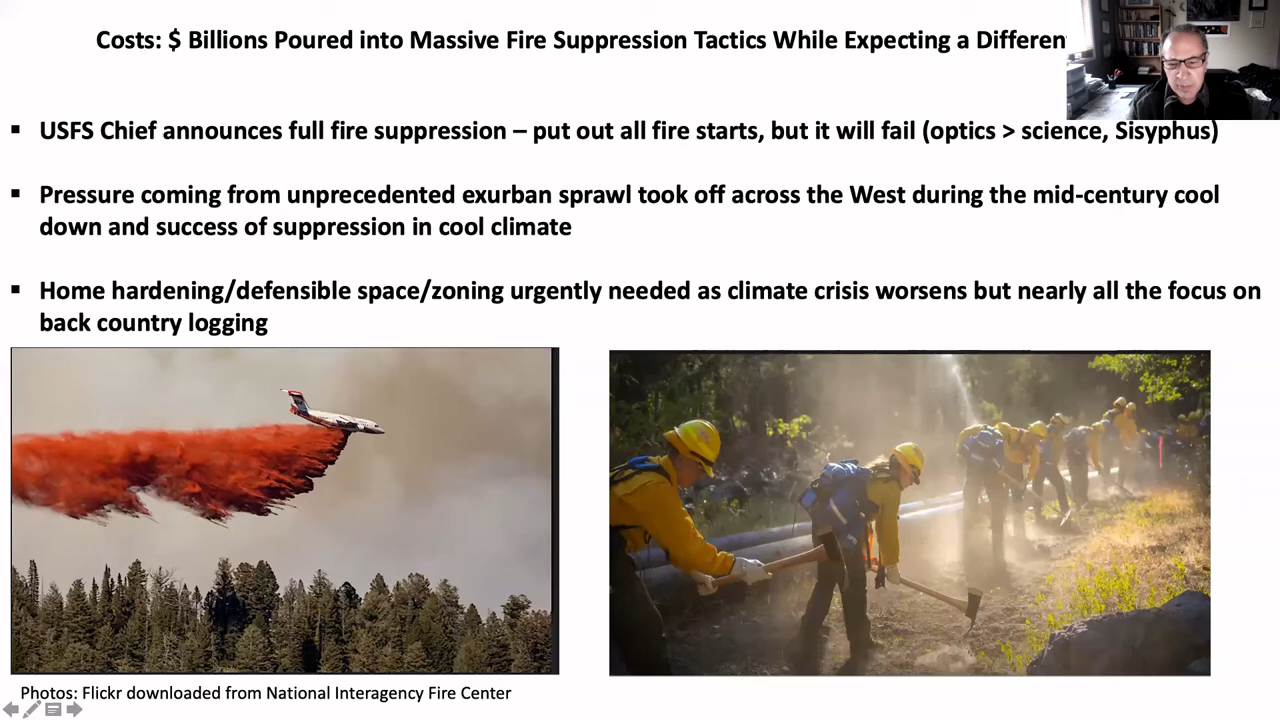 Costs: $ Billions Poured into Massive Fire Suppression Tactics While Expecting a
▪ USFS Chief announces full fire suppression – put out all fire starts, but it will fail (optics > science, Sisyphus)
▪ Pressure coming from unprecedented exurban sprawl took off across the West during the mid-century cool
down and success of suppression in cool climate
▪ Home hardening/defensible space/zoning urgently needed as climate crisis worsens but nearly all the focus on
back country logging
Photos: Flickr downloaded from National Interagency Fire Center